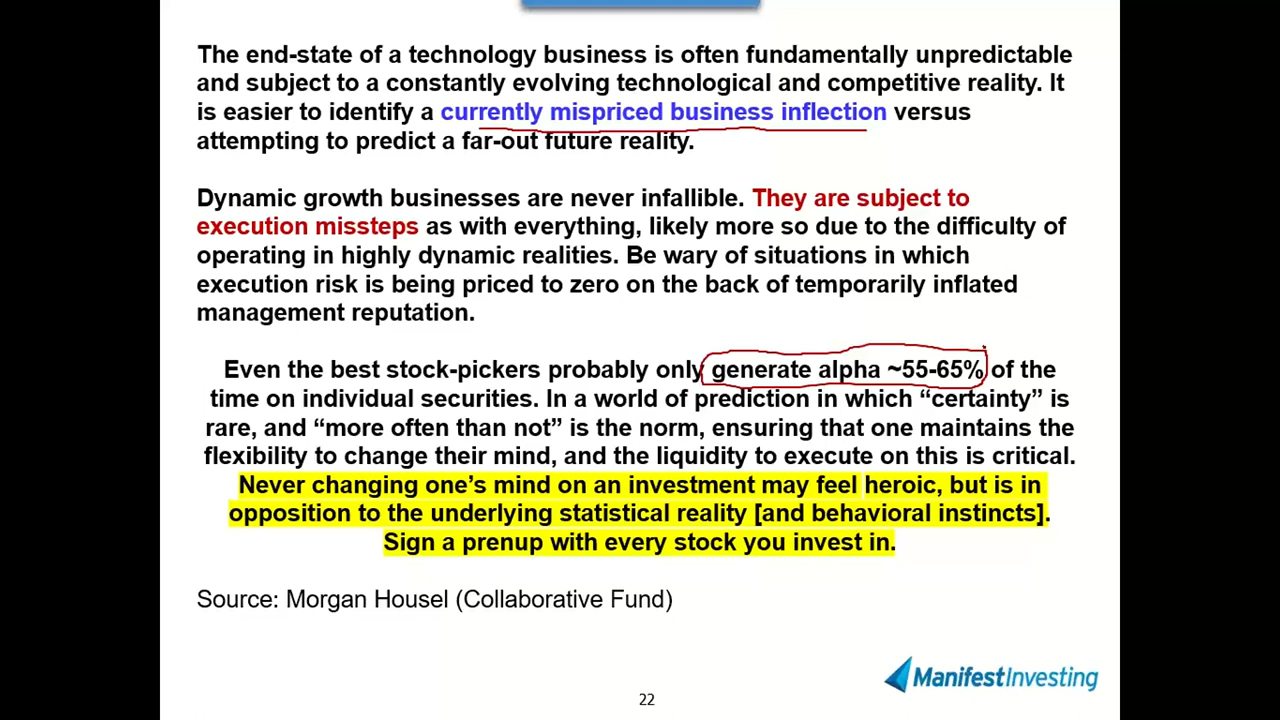 The end-state of a technology business is often fundamentally unpredictable
and subject to a constantly evolving technological and competitive reality. It
is easier to identify a currently mispriced business inflection versus
attempting to predict a far-out future reality.
Dynamic growth businesses are never infallible. They are subject to
execution missteps as with everything, likely more so due to the difficulty of
operating in highly dynamic realities. Be wary of situations in which
execution risk is being priced to zero on the back of temporarily inflated
management reputation.
Even the best stock-pickers probably only generate alpha ~55-65% of the
time on individual securities. In a world of prediction in which “certainty” is
rare, and “more often than not” is the norm, ensuring that one maintains the
flexibility to change their mind, and the liquidity to execute on this is critical.
Never changing one’s mind on an investment may feel heroic, but is in
opposition to the underlying statistical reality [and behavioral instincts].
Sign a prenup with every stock you invest in.
Source: Morgan Housel (Collaborative Fund)
ManifestInvesting
22